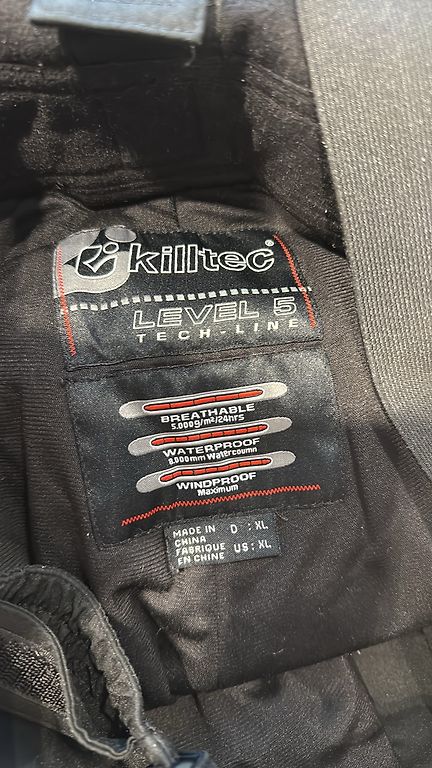 killtec®
LEVEL 5
TECH-LINE
BREATHABLE
5.000g/m²/24hrs
WATERPROOF
8.000mm Watercoumn
WINDPROOF
Maximum
MADE IN D : XL
CHINA
FABRIQUE US: XL
EN CHINE